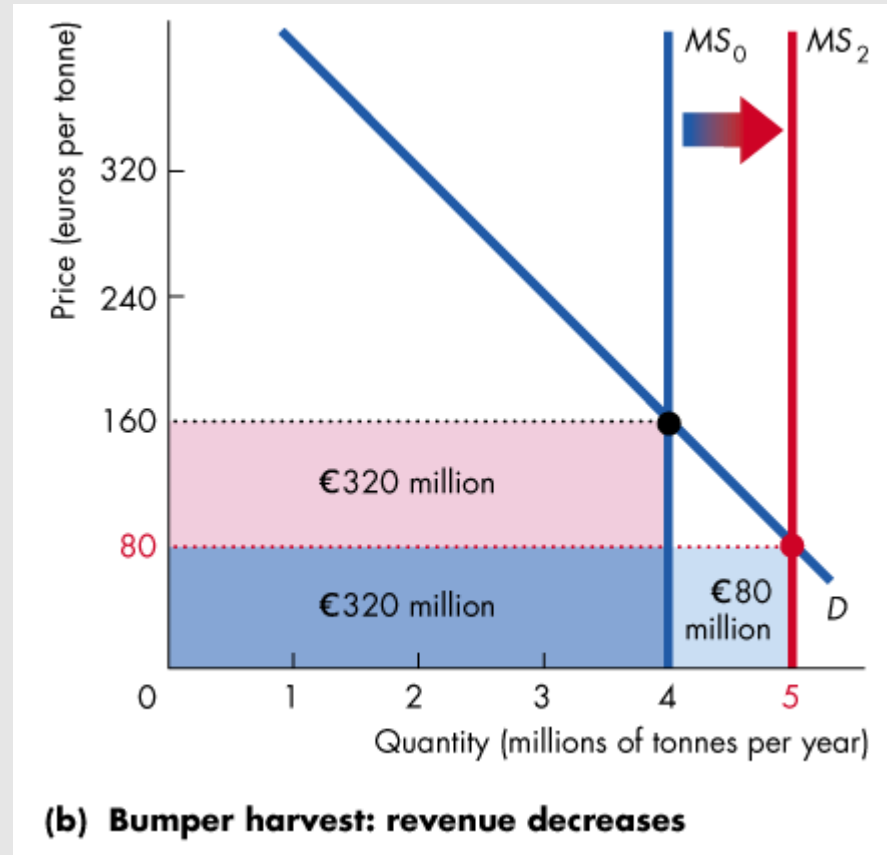 Price (euros per tonne)
MS0
MS2
320
240
160
€320 million
80
€320 million
€80
million
D
0
1
2
3
4
5
Quantity (millions of tonnes per year)
(b) Bumper harvest: revenue decreases